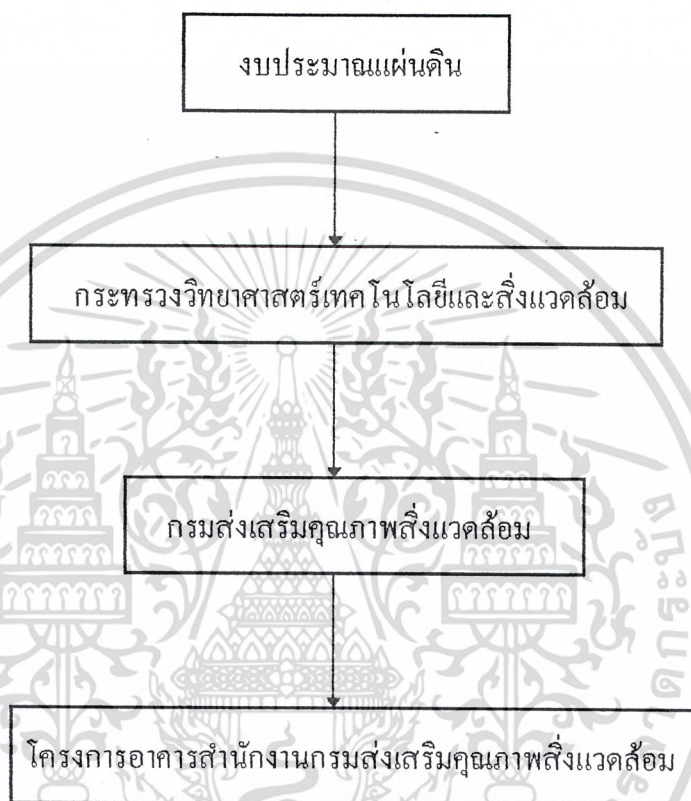 งบประมาณแผ่นดิน
กระทรวงวิทยาศาสตร์เทคโนโลยีและสิ่งแวดล้อม
กรมส่งเสริมคุณภาพสิ่งแวดล้อม
โครงการอาคารสำนักงานกรมส่งเสริมคุณภาพสิ่งแวดล้อม